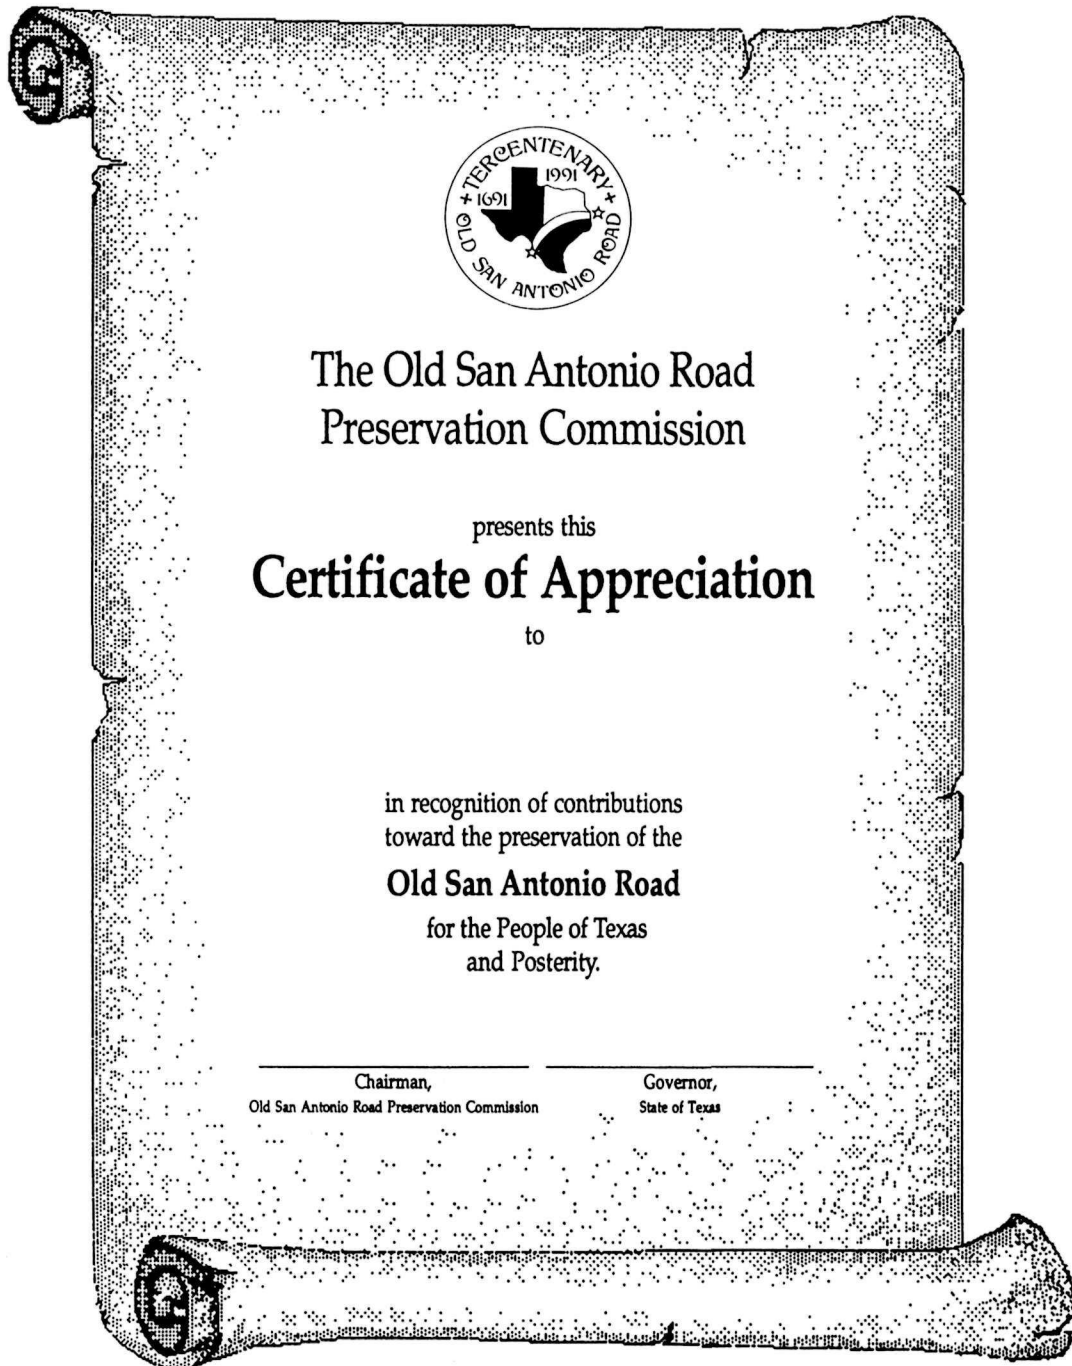 TERCENTENARY
1691 1991
OLD SAN ANTONIO ROAD
The Old San Antonio Road
Preservation Commission
presents this
Certificate of Appreciation
to
in recognition of contributions
toward the preservation of the
Old San Antonio Road
for the People of Texas
and Posterity.
Chairman,
Old San Antonio Road Preservation Commission
Governor,
State of Texas